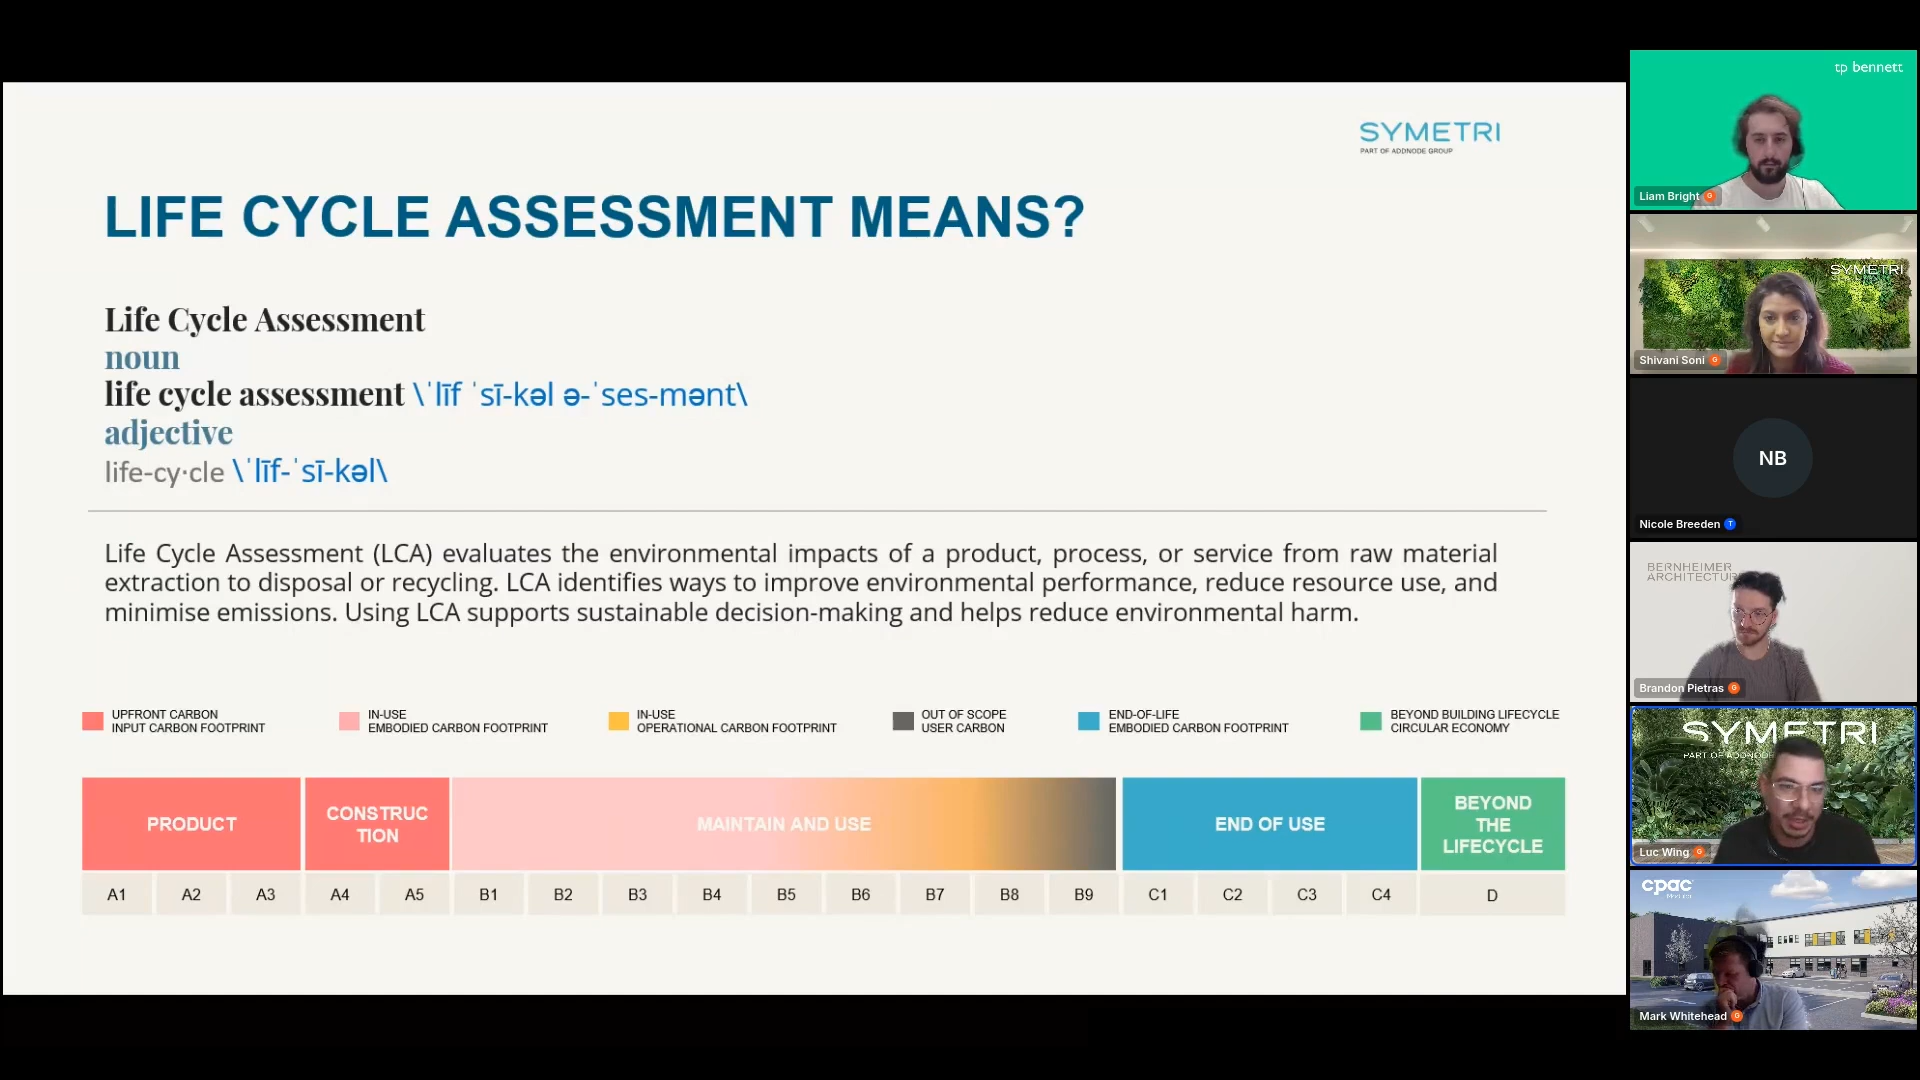 SYMETRI
PART OF ADDNODE GROUP
LIFE CYCLE ASSESSMENT MEANS?
Life Cycle Assessment
noun
life cycle assessment \ˈlīf ˈsī-kəl ə-ˈses-mənt\
adjective
life-cy·cle \ˈlīf-ˈsī-kəl\
Life Cycle Assessment (LCA) evaluates the environmental impacts of a product, process, or service from raw material
extraction to disposal or recycling. LCA identifies ways to improve environmental performance, reduce resource use, and
minimise emissions. Using LCA supports sustainable decision-making and helps reduce environmental harm.
UPFRONT CARBON
INPUT CARBON FOOTPRINT
IN-USE
EMBODIED CARBON FOOTPRINT
IN-USE
OPERATIONAL CARBON FOOTPRINT
OUT OF SCOPE
USER CARBON
END-OF-LIFE
EMBODIED CARBON FOOTPRINT
BEYOND BUILDING LIFECYCLE
CIRCULAR ECONOMY
PRODUCT
CONSTRUC
TION
MAINTAIN AND USE
END OF USE
BEYOND
THE
LIFECYCLE
A1 A2 A3 A4 A5 B1 B2 B3 B4 B5 B6 B7 B8 B9 C1 C2 C3 C4 D
tp bennett
Liam Bright G
SYMETRI
Shivani Soni G
NB
Nicole Breeden T
BERNHEIMER
Brandon Pietras G
SYMETRI
PART OF ADDNODE
Luc Wing G
cpac
Mark Whitehead G